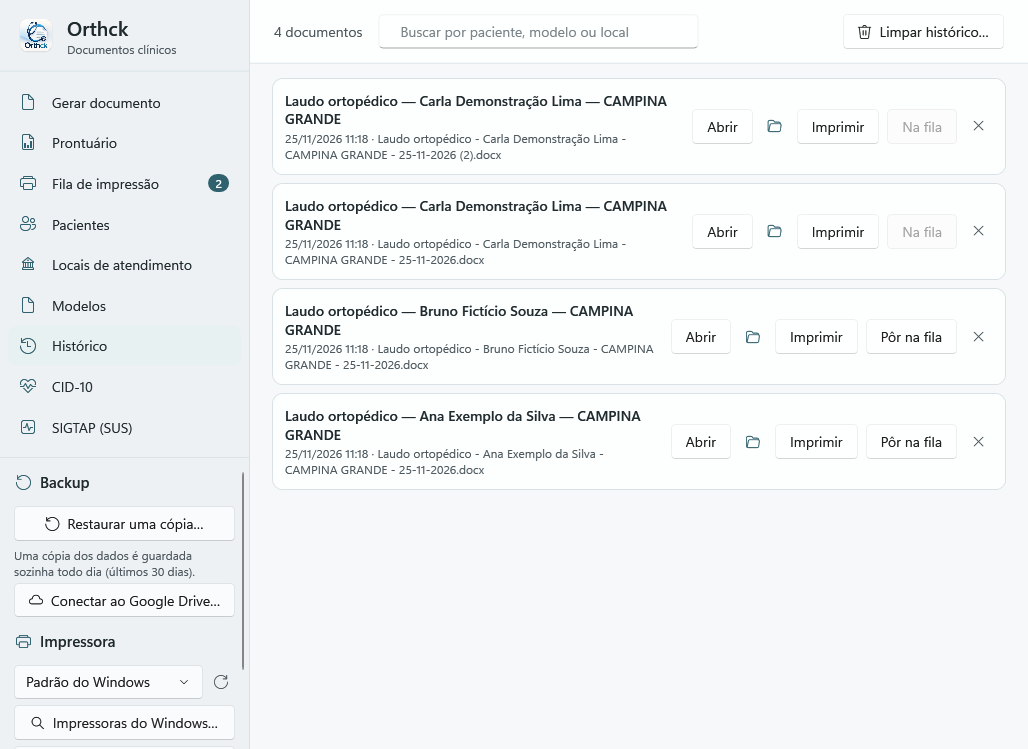 Orthck
Orthck
Documentos clínicos
Gerar documento
Prontuário
Fila de impressão
2
Pacientes
Locais de atendimento
Modelos
Histórico
CID-10
SIGTAP (SUS)
Backup
Restaurar uma cópia...
Uma cópia dos dados é guardada
sozinha todo dia (últimos 30 dias).
Conectar ao Google Drive...
Impressora
Padrão do Windows
Impressoras do Windows...
4 documentos
Buscar por paciente, modelo ou local
Limpar histórico...
Laudo ortopédico — Carla Demonstração Lima — CAMPINA
GRANDE
25/11/2026 11:18 · Laudo ortopédico - Carla Demonstração Lima -
CAMPINA GRANDE - 25-11-2026 (2).docx
Abrir
Imprimir
Na fila
Laudo ortopédico — Carla Demonstração Lima — CAMPINA
GRANDE
25/11/2026 11:18 · Laudo ortopédico - Carla Demonstração Lima -
CAMPINA GRANDE - 25-11-2026.docx
Abrir
Imprimir
Na fila
Laudo ortopédico — Bruno Fictício Souza — CAMPINA
GRANDE
25/11/2026 11:18 · Laudo ortopédico - Bruno Fictício Souza - CAMPINA
GRANDE - 25-11-2026.docx
Abrir
Imprimir
Pôr na fila
Laudo ortopédico — Ana Exemplo da Silva — CAMPINA
GRANDE
25/11/2026 11:18 · Laudo ortopédico - Ana Exemplo da Silva -
CAMPINA GRANDE - 25-11-2026.docx
Abrir
Imprimir
Pôr na fila